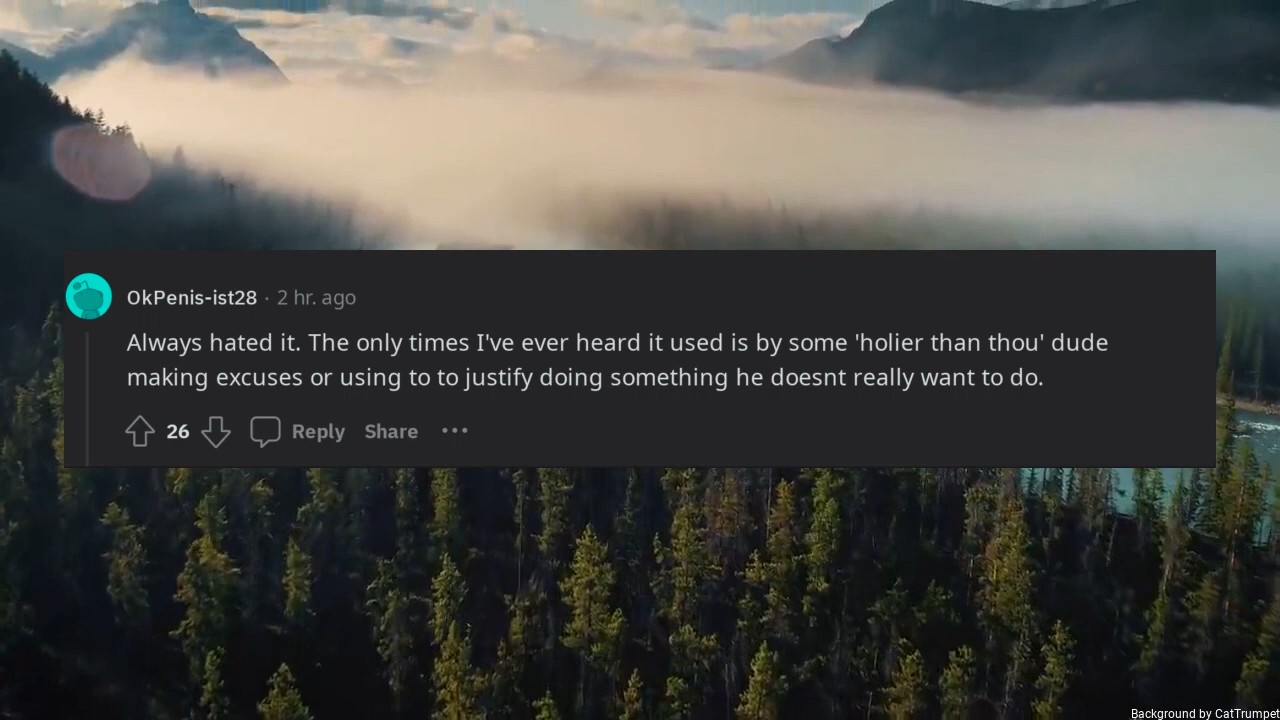 OkPenis-ist28 · 2 hr. ago
Always hated it. The only times I've ever heard it used is by some 'holier than thou' dude
making excuses or using to to justify doing something he doesnt really want to do.
26 Reply Share ···
Background by CatTrumpet